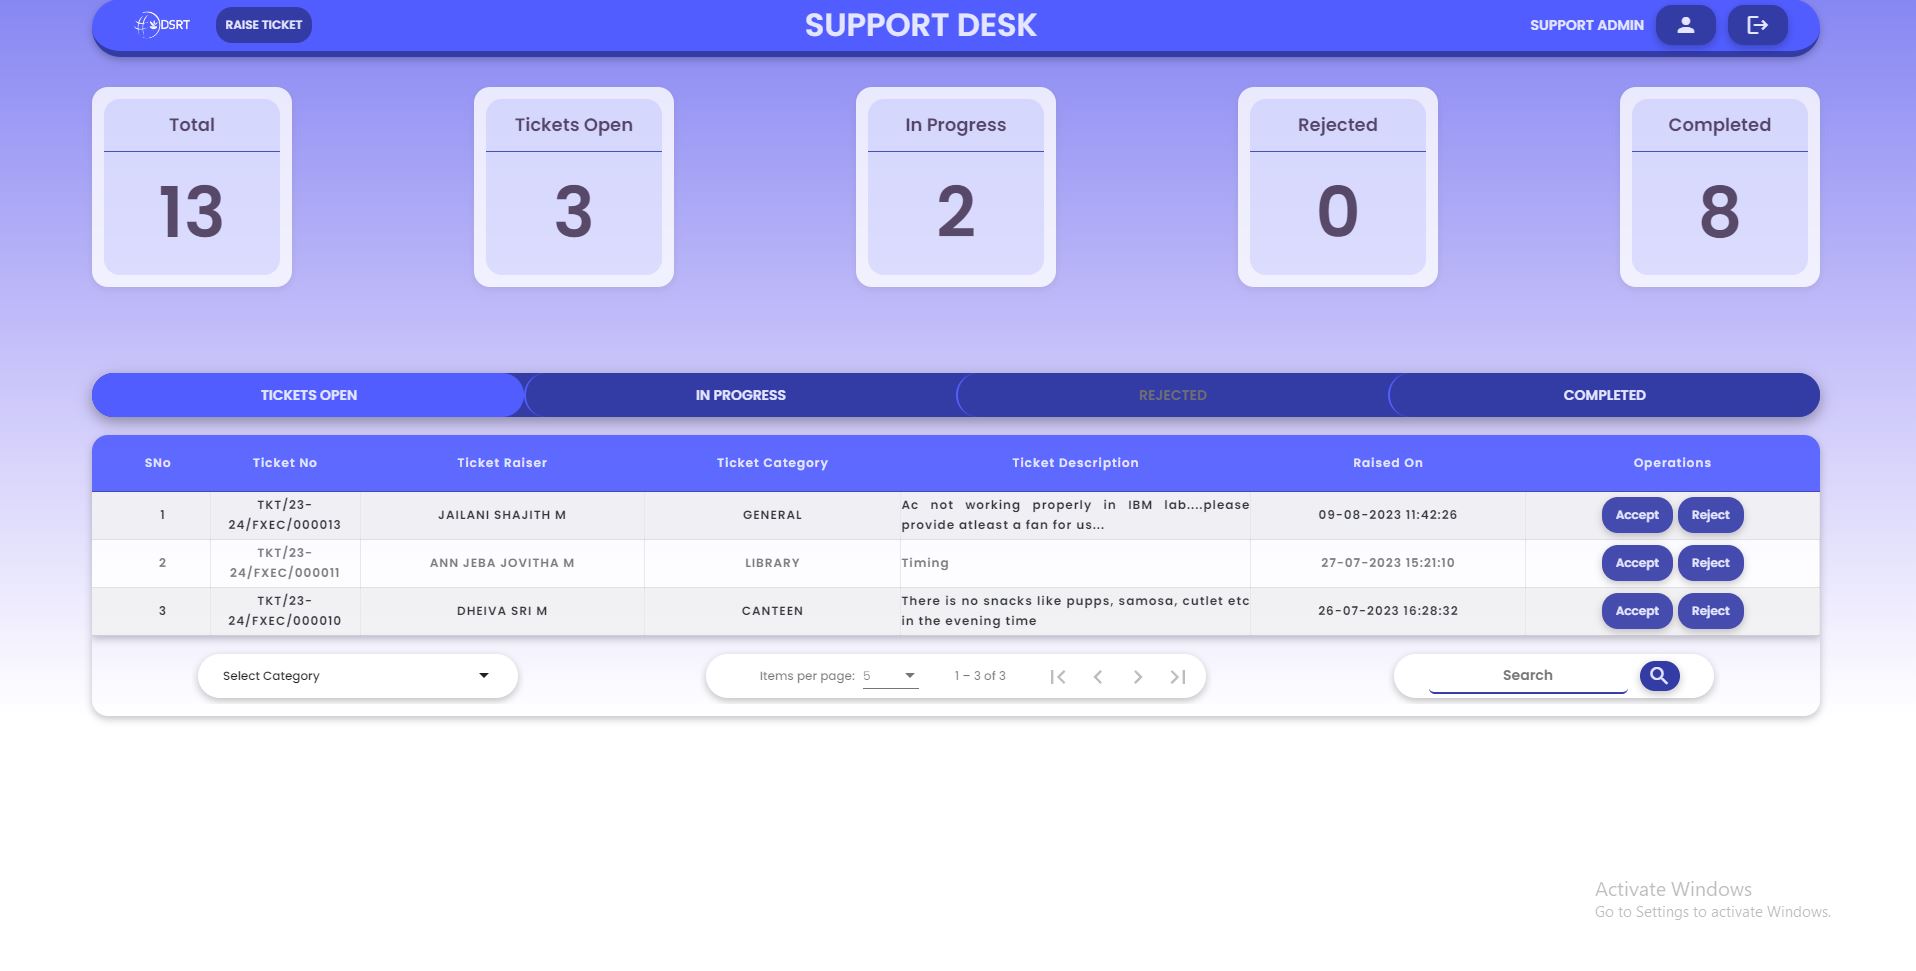 DSRT
RAISE TICKET
SUPPORT DESK
SUPPORT ADMIN
Total
13
Tickets Open
3
In Progress
2
Rejected
0
Completed
8
TICKETS OPEN
IN PROGRESS
REJECTED
COMPLETED
SNo
Ticket No
Ticket Raiser
Ticket Category
Ticket Description
Raised On
Operations
1
TKT/23-
24/FXEC/000013
JAILANI SHAJITH M
GENERAL
Ac not working properly in IBM lab....please
provide atleast a fan for us...
09-08-2023 11:42:26
Accept
Reject
2
TKT/23-
24/FXEC/000011
ANN JEBA JOVITHA M
LIBRARY
Timing
27-07-2023 15:21:10
Accept
Reject
3
TKT/23-
24/FXEC/000010
DHEIVA SRI M
CANTEEN
There is no snacks like pupps, samosa, cutlet etc
in the evening time
26-07-2023 16:28:32
Accept
Reject
Select Category
Items per page: 5
1 – 3 of 3
Search
Activate Windows
Go to Settings to activate Windows.